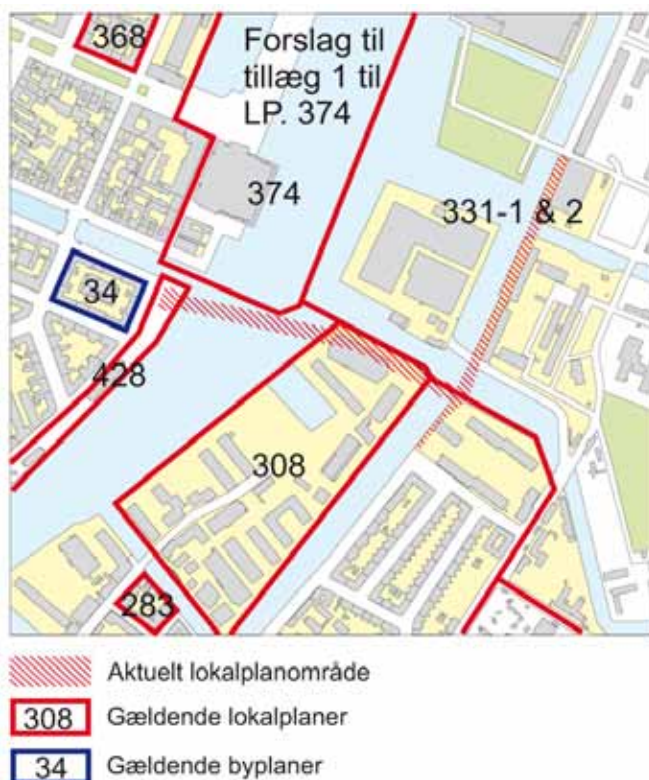 368
Forslag til
tillæg 1 til
LP. 374
374
331-1 & 2
34
428
308
283
Aktuelt lokalplanområde
308 Gældende lokalplaner
34 Gældende byplaner